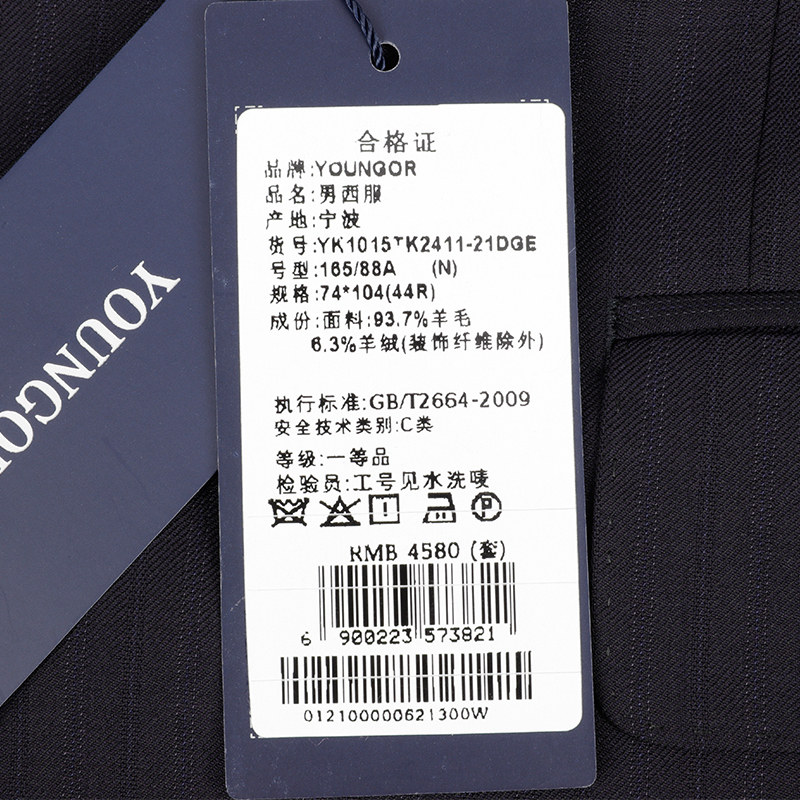 YOUNGOR
合格证
品牌:YOUNGOR
品名:男西服
产地:宁波
货号:YK1015TK2411-21DGE
号型:165/88A (N)
规格:74*104(44R)
成份:面料:93.7%羊毛
6.3%羊绒(装饰纤维除外)
执行标准:GB/T2664-2009
安全技术类别:C类
等级:一等品
检验员:工号见水洗唛
P
RMB 4580 (套)
6 900223 573821
012100000621300W